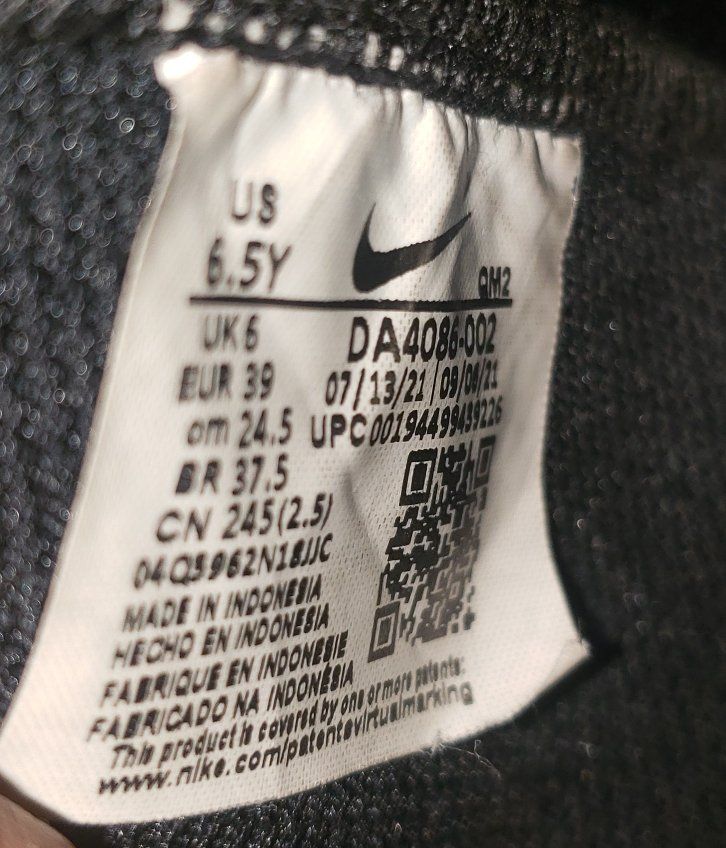 US
6.5Y
QM2
UK 6
DA4086-002
EUR 39
07/13/21 | 09/08/21
cm 24.5
UPC 00194499439226
BR 37.5
CN 245(2.5)
04Q3962N18JJC
MADE IN INDONESIA
HECHO EN INDONESIA
FABRIQUE EN INDONESIE
FABRICADO NA INDONÉSIA
This product is covered by one or more patents:
www.nike.com/patentsvirtualmarking